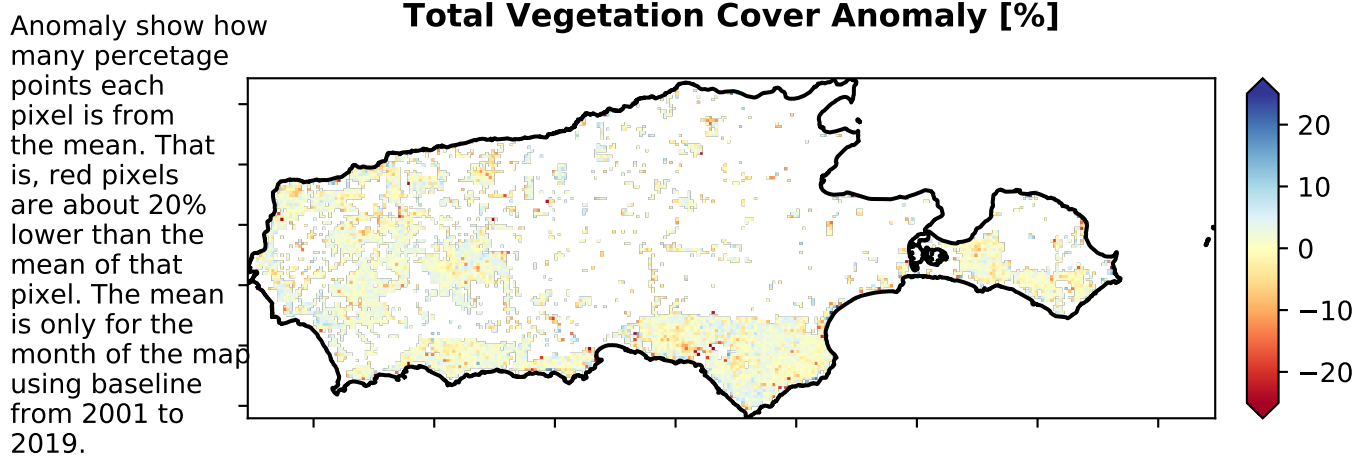 Total Vegetation Cover Anomaly [%]
Anomaly show how
many percetage
points each
pixel is from
the mean. That
is, red pixels
are about 20%
lower than the
mean of that
pixel. The mean
is only for the
month of the map
using baseline
from 2001 to
2019.
20
10
0
−10
−20